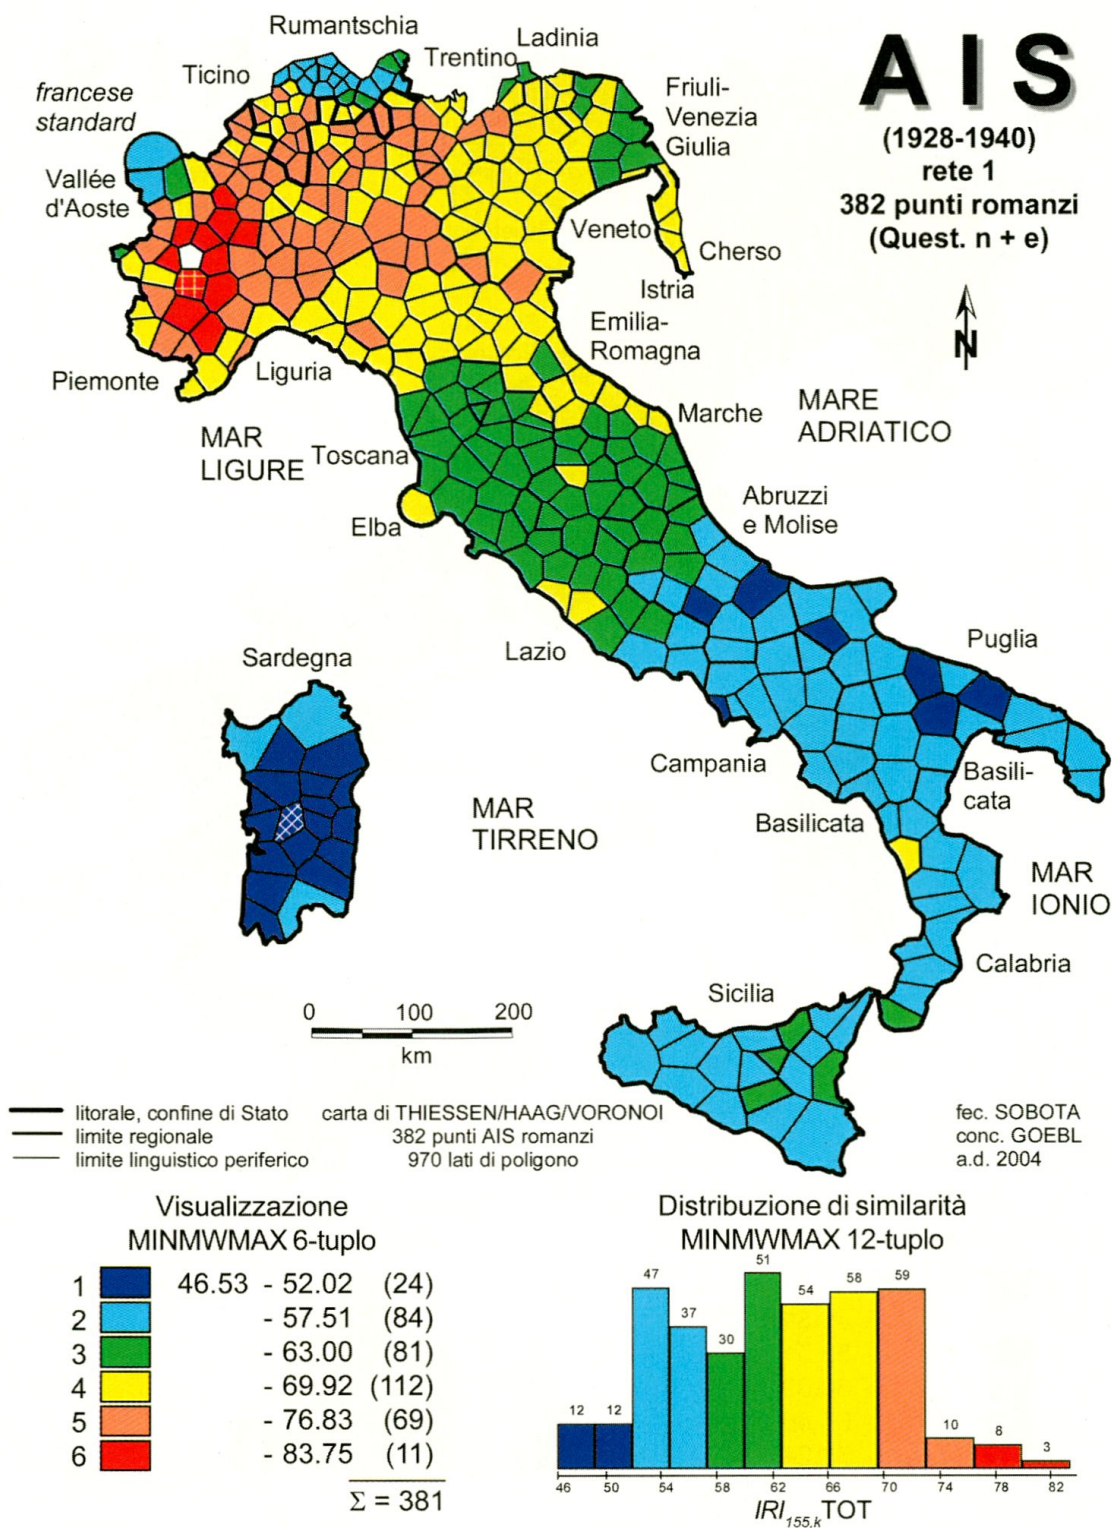 Rumantschia
Ladinia
Trentino
Ticino
francese
standard
Friuli-
Venezia
Giulia
AIS
(1928-1940)
rete 1
382 punti romanzi
(Quest. n + e)
Vallée
d'Aoste
Veneto
Cherso
Istria
Emilia-
Romagna
N
Piemonte
Liguria
Marche
MARE
ADRIATICO
MAR
LIGURE
Toscana
Elba
Abruzzi
e Molise
Lazio
Puglia
Sardegna
Campania
Basili-
cata
MAR
TIRRENO
Basilicata
MAR
IONIO
Calabria
Sicilia
0 100 200
km
litorale, confine di Stato
limite regionale
limite linguistico periferico
carta di THIESSEN/HAAG/VORONOI
382 punti AIS romanzi
970 lati di poligono
fec. SOBOTA
conc. GOEBL
a.d. 2004
Visualizzazione
MINMWMAX 6-tuplo
1 46.53 - 52.02 (24)
2 - 57.51 (84)
3 - 63.00 (81)
4 - 69.92 (112)
5 - 76.83 (69)
6 - 83.75 (11)
Σ = 381
Distribuzione di similarità
MINMWMAX 12-tuplo
12 12 47 37 30 51 54 58 59 10 8 3
46 50 54 58 62 66 70 74 78 82
IRI155,kTOT